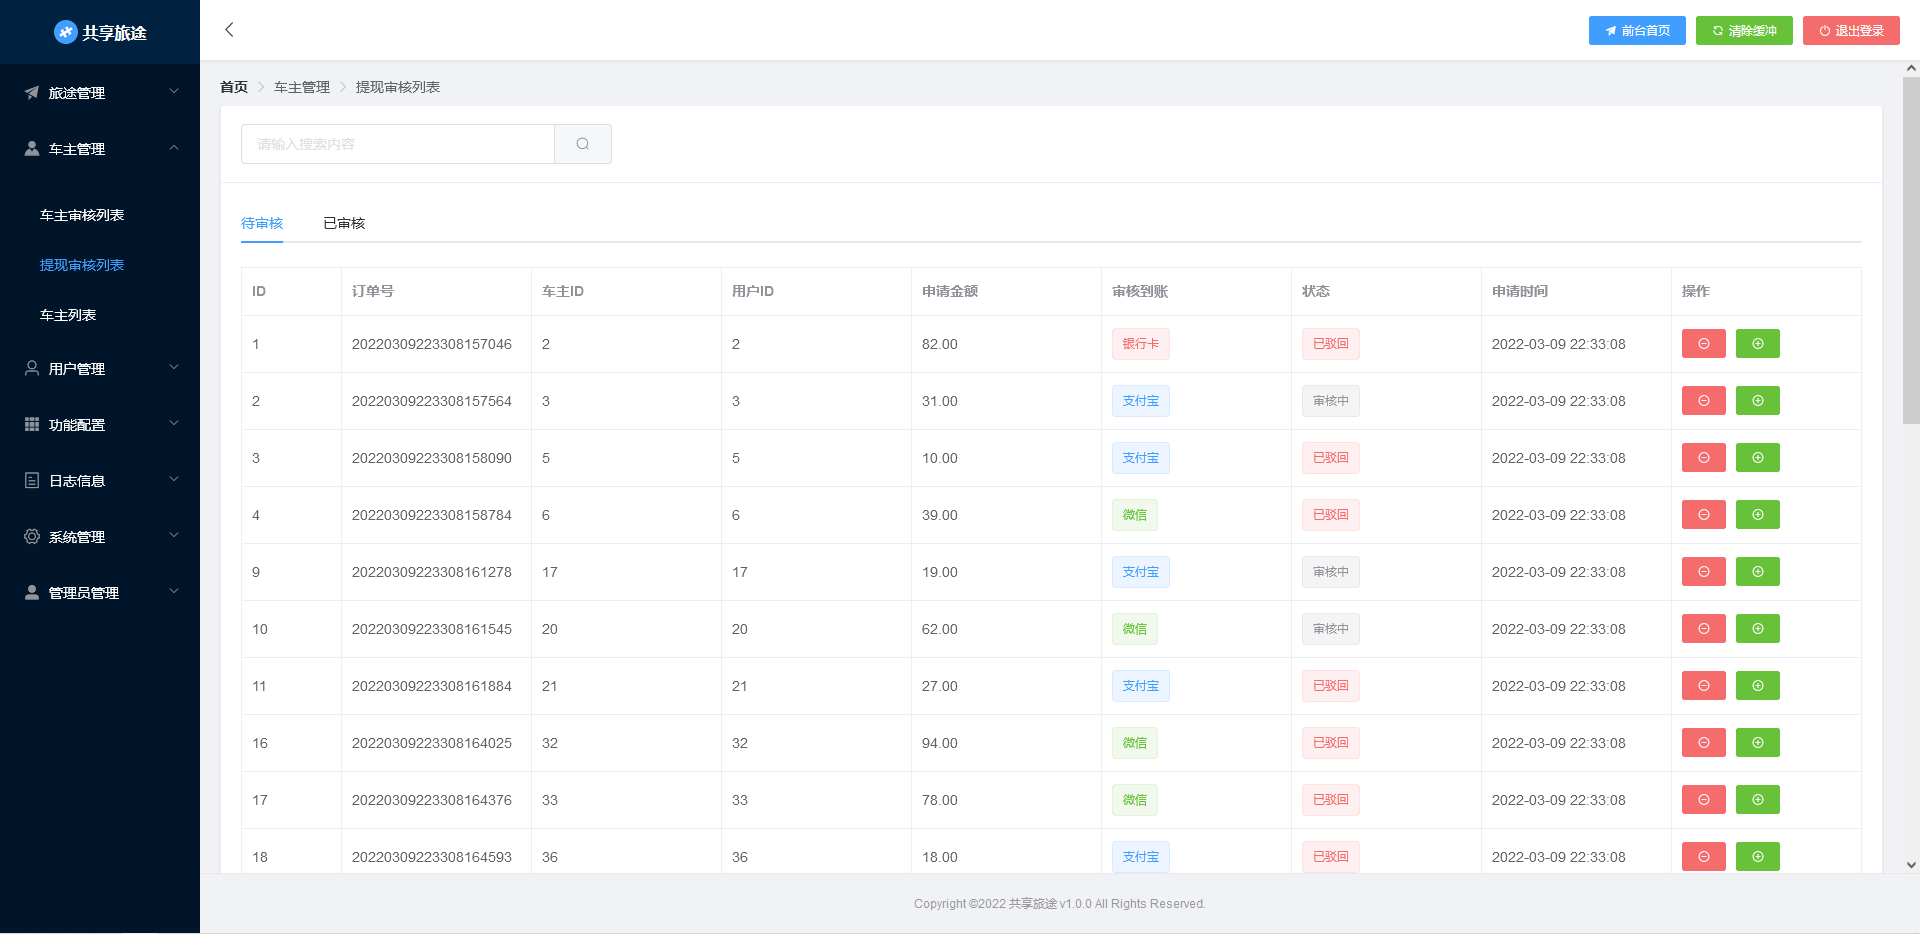 共享旅途
前台首页
清除缓冲
退出登录
旅途管理
车主管理
车主审核列表
提现审核列表
车主列表
用户管理
功能配置
日志信息
系统管理
管理员管理
首页 车主管理 提现审核列表
请输入搜索内容
待审核 已审核
ID 订单号 车主ID 用户ID 申请金额 审核到账 状态 申请时间 操作
1 20220309223308157046 2 2 82.00 银行卡 已驳回 2022-03-09 22:33:08
2 20220309223308157564 3 3 31.00 支付宝 审核中 2022-03-09 22:33:08
3 20220309223308158090 5 5 10.00 支付宝 已驳回 2022-03-09 22:33:08
4 20220309223308158784 6 6 39.00 微信 已驳回 2022-03-09 22:33:08
9 20220309223308161278 17 17 19.00 支付宝 审核中 2022-03-09 22:33:08
10 20220309223308161545 20 20 62.00 微信 审核中 2022-03-09 22:33:08
11 20220309223308161884 21 21 27.00 支付宝 已驳回 2022-03-09 22:33:08
16 20220309223308164025 32 32 94.00 微信 已驳回 2022-03-09 22:33:08
17 20220309223308164376 33 33 78.00 微信 已驳回 2022-03-09 22:33:08
18 20220309223308164593 36 36 18.00 支付宝 已驳回 2022-03-09 22:33:08
Copyright ©2022 共享旅途 v1.0.0 All Rights Reserved.